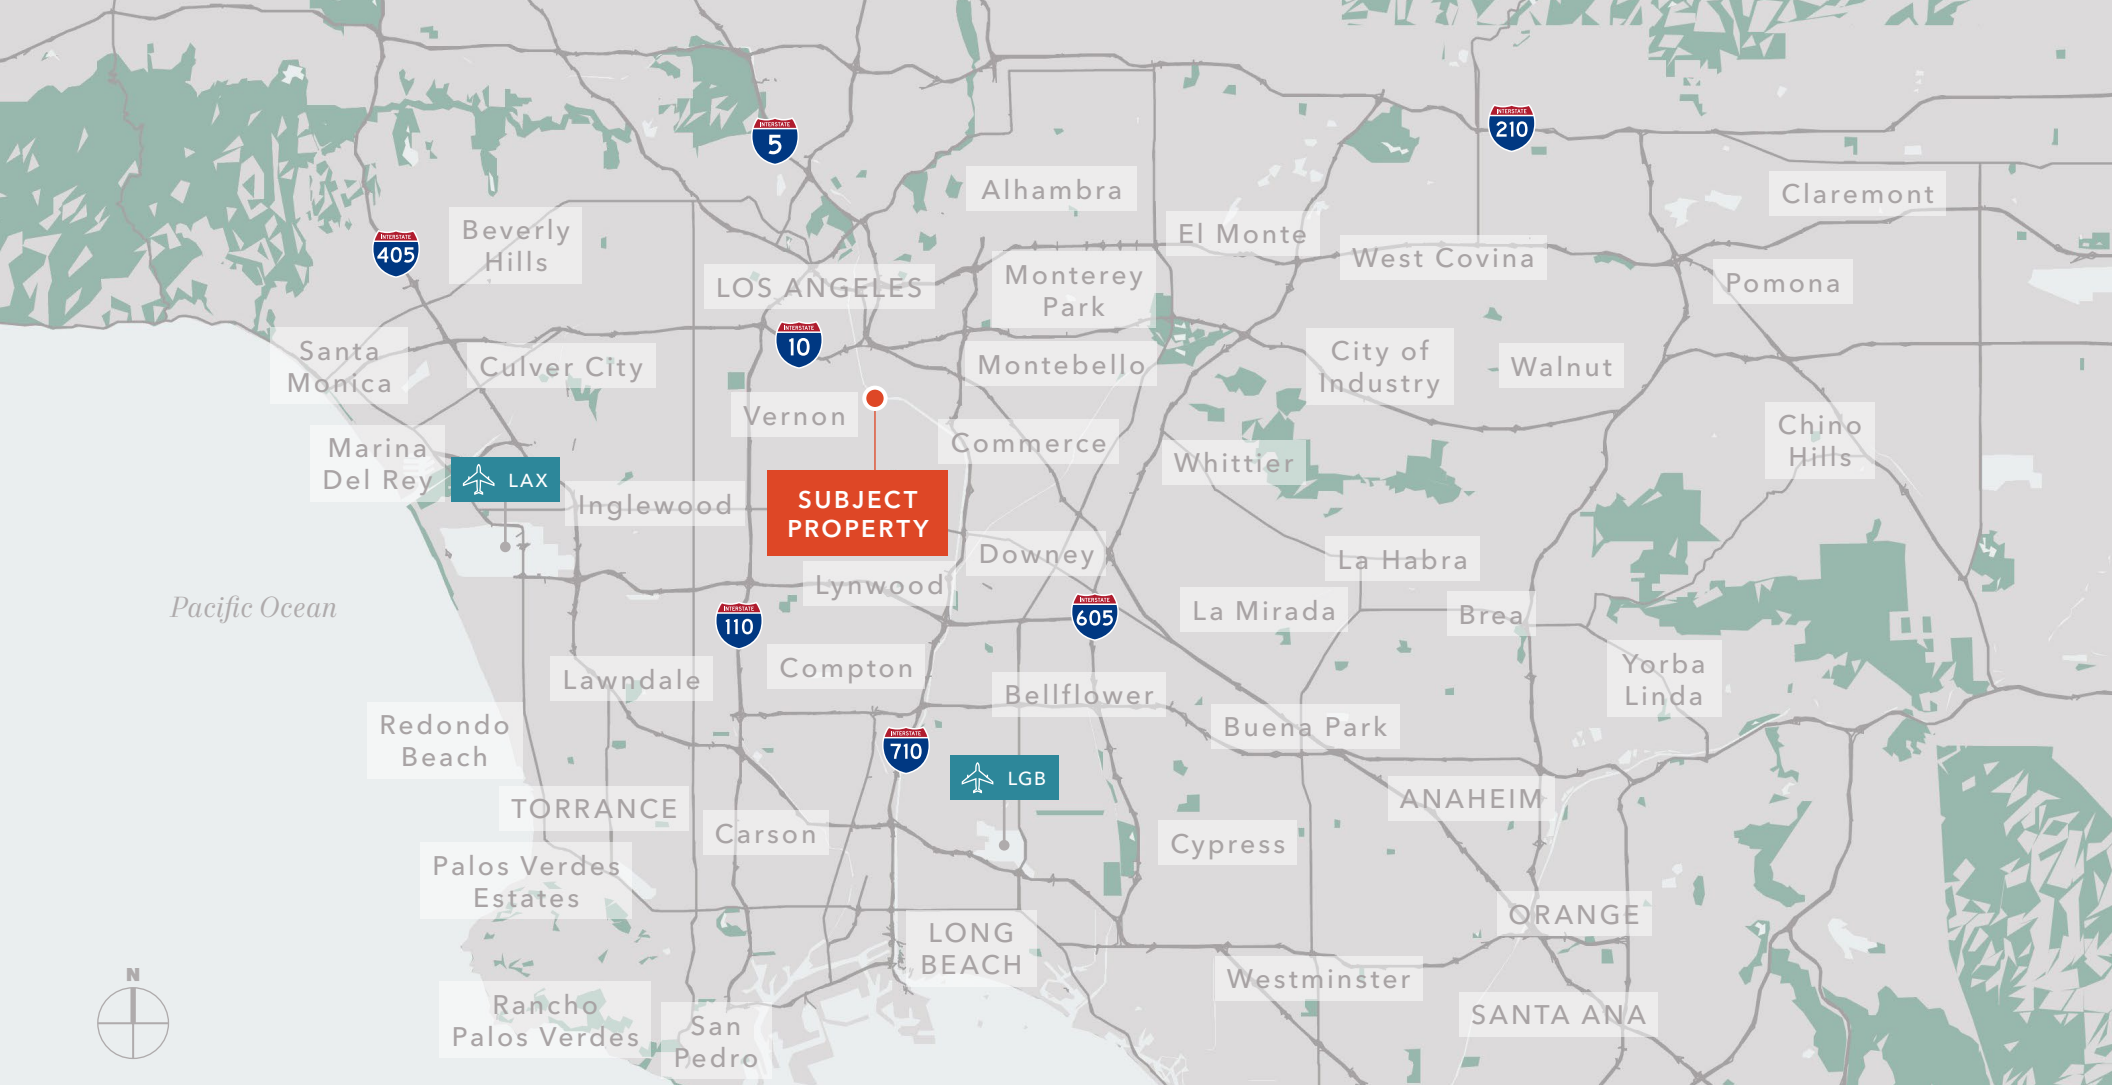 INTERSTATE
5
INTERSTATE
210
Alhambra
Claremont
Beverly
Hills
El Monte
INTERSTATE
405
West Covina
LOS ANGELES
Monterey
Park
Pomona
INTERSTATE
10
Santa
Monica
Culver City
Montebello
City of
Industry
Walnut
Vernon
Commerce
Chino
Hills
Marina
Del Rey
LAX
Whittier
Inglewood
SUBJECT
PROPERTY
Downey
La Habra
Lynwood
Pacific Ocean
INTERSTATE
110
INTERSTATE
605
La Mirada
Brea
Lawndale
Compton
Bellflower
Yorba
Linda
Redondo
Beach
INTERSTATE
710
Buena Park
LGB
TORRANCE
Carson
ANAHEIM
Cypress
Palos Verdes
Estates
ORANGE
LONG
BEACH
Westminster
N
Rancho
Palos Verdes
San
Pedro
SANTA ANA